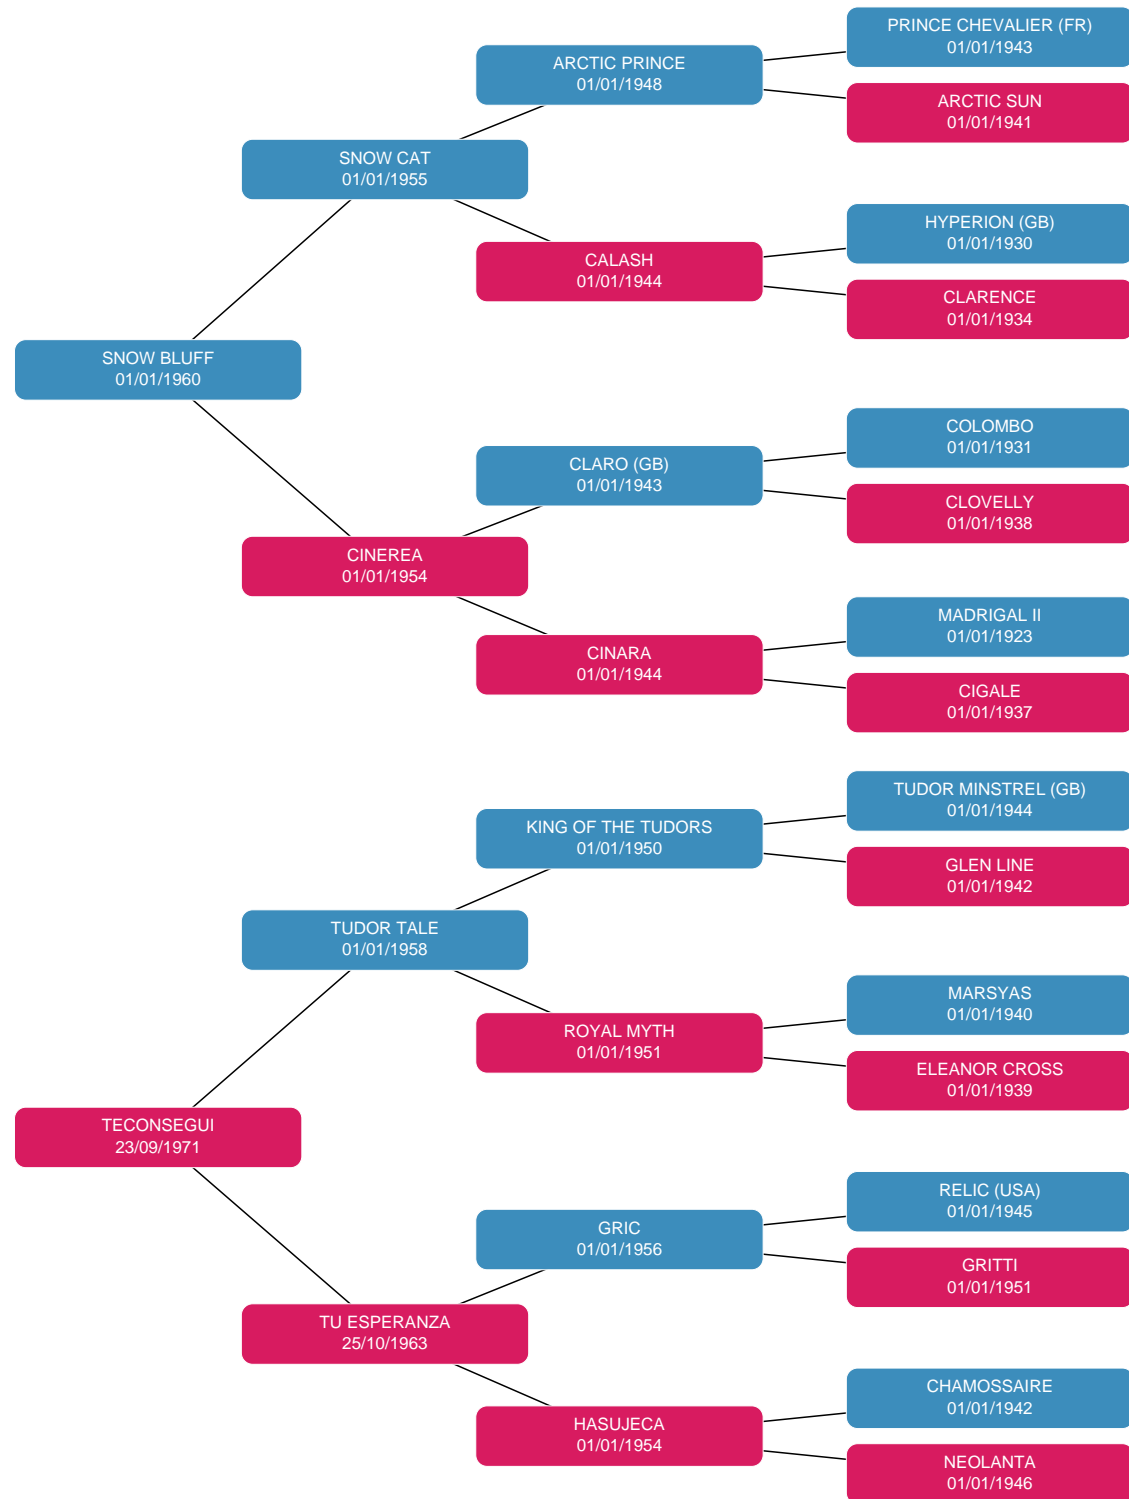 PRINCE CHEVALIER (FR)
01/01/1943
ARCTIC PRINCE
01/01/1948
ARCTIC SUN
01/01/1941
SNOW CAT
01/01/1955
HYPERION (GB)
01/01/1930
CALASH
01/01/1944
CLARENCE
01/01/1934
SNOW BLUFF
01/01/1960
COLOMBO
01/01/1931
CLARO (GB)
01/01/1943
CLOVELLY
01/01/1938
CINEREA
01/01/1954
MADRIGAL II
01/01/1923
CINARA
01/01/1944
CIGALE
01/01/1937
TUDOR MINSTREL (GB)
01/01/1944
KING OF THE TUDORS
01/01/1950
GLEN LINE
01/01/1942
TUDOR TALE
01/01/1958
MARSYAS
01/01/1940
ROYAL MYTH
01/01/1951
ELEANOR CROSS
01/01/1939
TECONSEGUI
23/09/1971
RELIC (USA)
01/01/1945
GRIC
01/01/1956
GRITTI
01/01/1951
TU ESPERANZA
25/10/1963
CHAMOSSAIRE
01/01/1942
HASUJECA
01/01/1954
NEOLANTA
01/01/1946